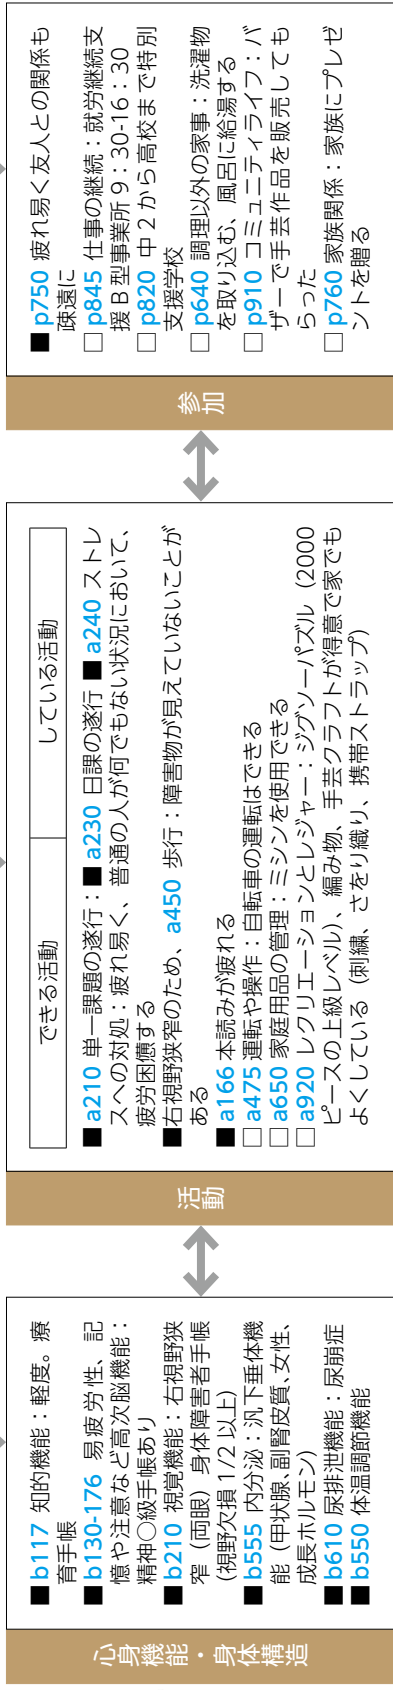 心身機能・身体構造
■ b117 知的機能：軽度。療
育手帳
■ b130-176 易疲労性、記
憶や注意など高次脳機能：
精神○級手帳あり
■ b210 視覚機能：右視野狭
窄（両眼）身体障害者手帳
（視野欠損 1/2 以上）
■ b555 内分泌：汎下垂体機
能（甲状腺、副腎皮質、女性、
成長ホルモン）
■ b610 尿排泄機能：尿崩症
■ b550 体温調節機能
活動
できる活動
している活動
■ a210 単一課題の遂行：■ a230 日課の遂行 ■ a240 ストレ
スへの対処：疲れ易く、普通の人が何でもない状況において、
疲労困憊する
■右視野狭窄のため、a450 歩行：障害物が見えていないことが
ある
■ a166 本読みが疲れる
□ a475 運転や操作：自転車の運転はできる
□ a650 家庭用品の管理：ミシンを使用できる
□ a920 レクリエーションとレジャー：ジグソーパズル（2000
ピースの上級レベル）、編み物、手芸クラフトが得意で家でも
よくしている（刺繍、さをり織り、携帯ストラップ）
参加
■ p750 疲れ易く友人との関係も
疎遠に
□ p845 仕事の継続：就労継続支
援 B 型事業所 9：30-16：30
□ p820 中 2 から高校まで特別
支援学校
□ p640 調理以外の家事：洗濯物
を取り込む、風呂に給湯する
□ p910 コミュニティライフ：バ
ザーで手芸作品を販売しても
らった
□ p760 家族関係：家族にプレゼ
ントを贈る